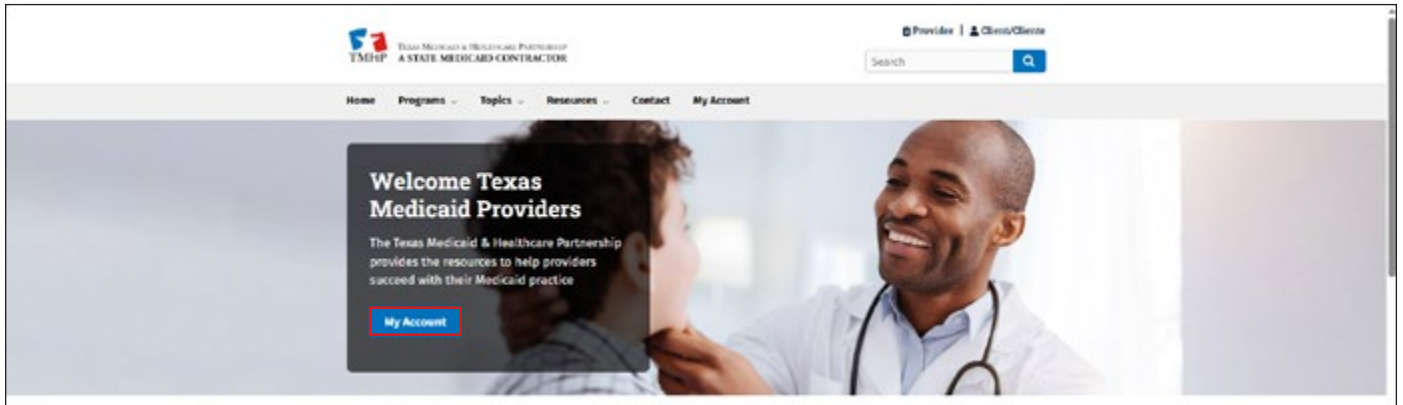 Provider | Client/Cliente
TEXAS MEDICAID & HEALTHCARE PARTNERSHIP
TMHP A STATE MEDICAID CONTRACTOR
Search
Home Programs Topics Resources Contact My Account
Welcome Texas
Medicaid Providers
The Texas Medicaid & Healthcare Partnership
provides the resources to help providers
succeed with their Medicaid practice
My Account